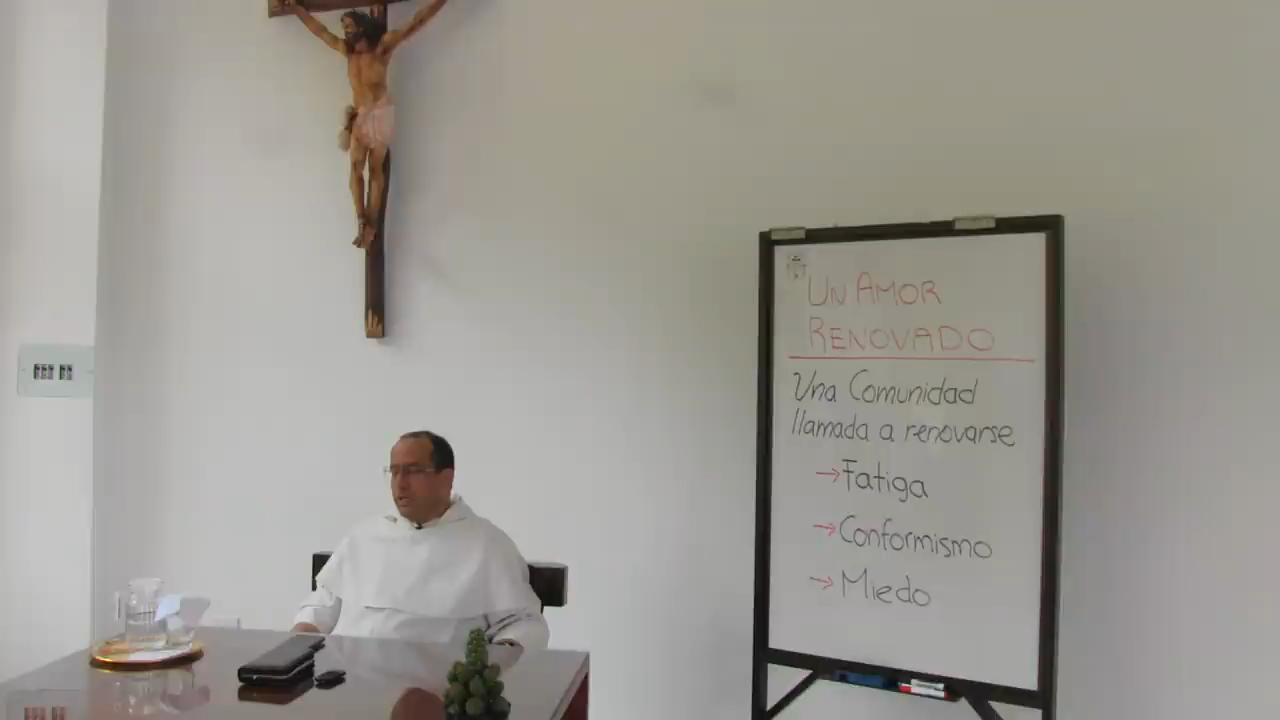 UN AMOR
RENOVADO
Una Comunidad
llamada a renovarse
→Fatiga
→Conformismo
→Miedo